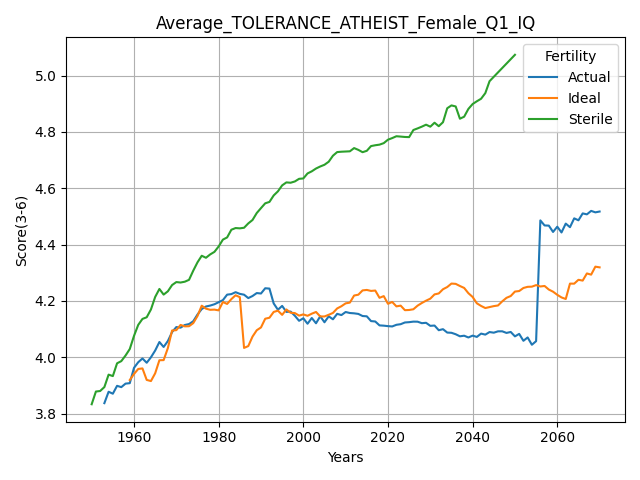 Average_TOLERANCE_ATHEIST_Female_Q1_IQ
Fertility
Actual
Ideal
Sterile
Score(3-6)
5.0
4.8
4.6
4.4
4.2
4.0
3.8
1960
1980
2000
2020
2040
2060
Years